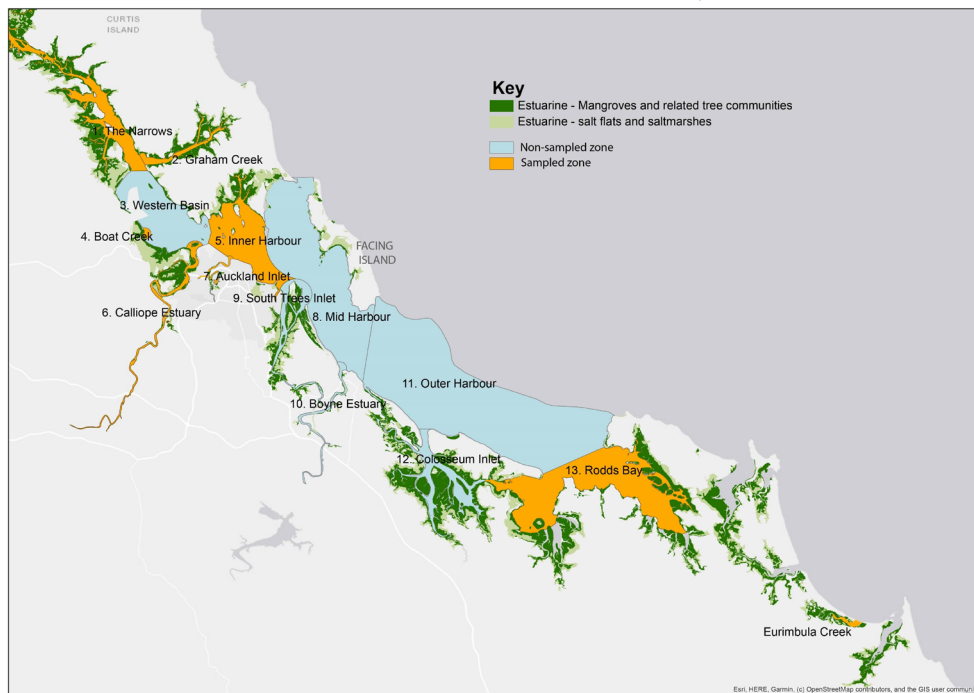 CURTIS
ISLAND
Key
Estuarine - Mangroves and related tree communities
Estuarine - salt flats and saltmarshes
Non-sampled zone
Sampled zone
1. The Narrows
2. Graham Creek
3. Western Basin
4. Boat Creek
5. Inner Harbour
FACING
ISLAND
7. Auckland Inlet
9. South Trees Inlet
6. Calliope Estuary
8. Mid Harbour
11. Outer Harbour
10. Boyne Estuary
12. Colosseum Inlet
13. Rodds Bay
Eurimbula Creek
Esri, HERE, Garmin, (c) OpenStreetMap contributors, and the GIS user commun